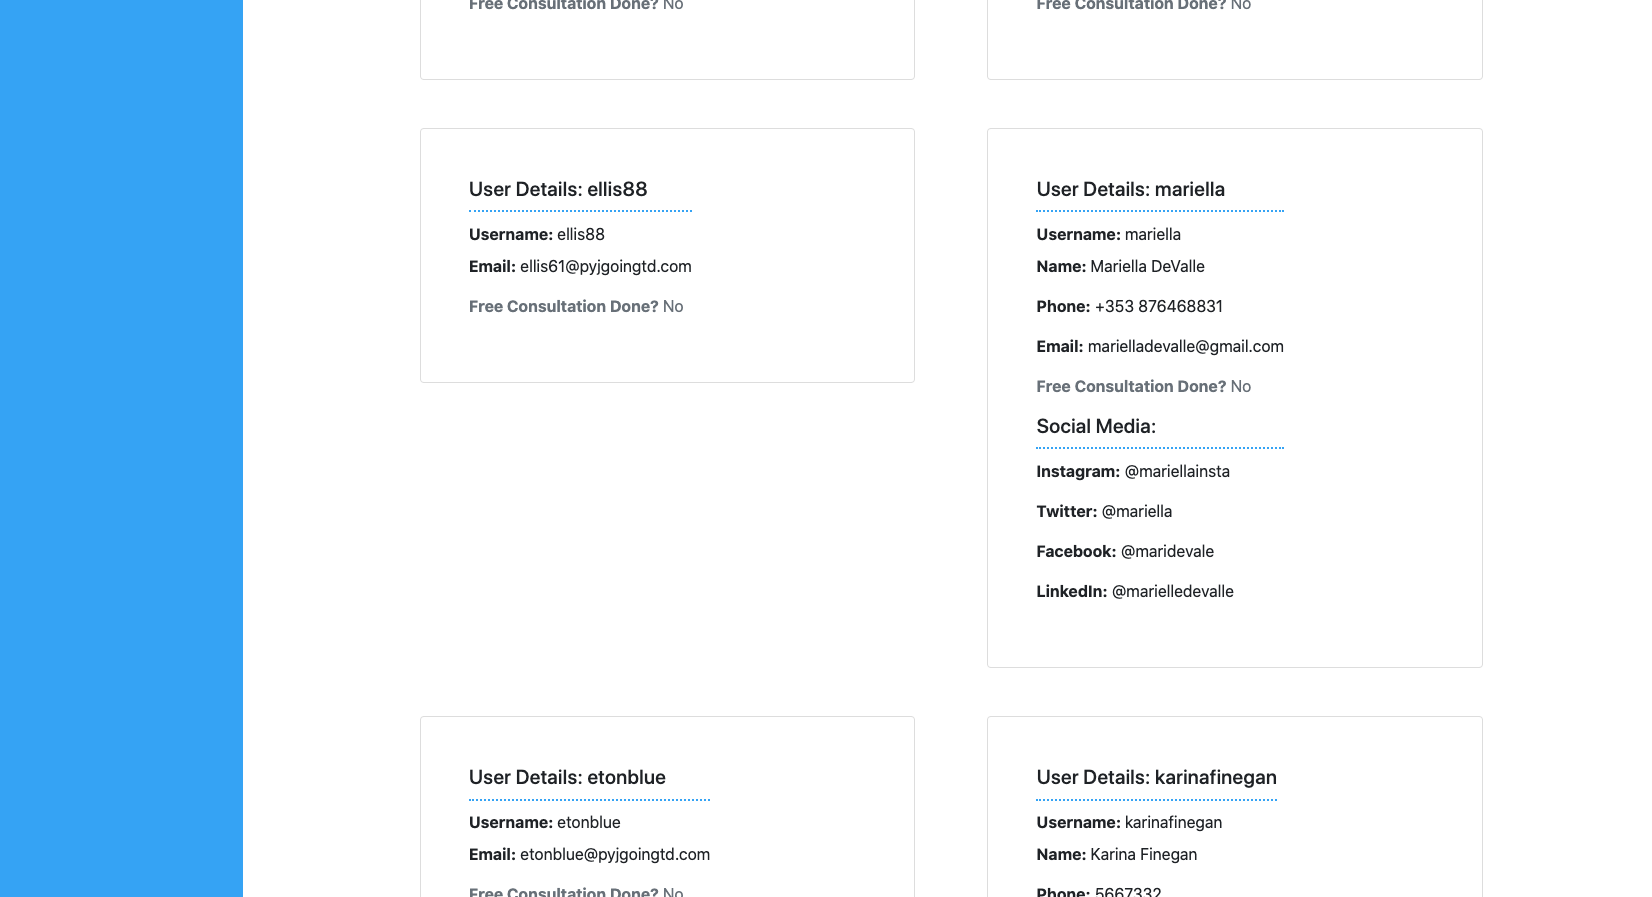 Free Consultation Done? No
Free Consultation Done? No
User Details: ellis88
Username: ellis88
Email: ellis61@pyjgoingtd.com
Free Consultation Done? No
User Details: mariella
Username: mariella
Name: Mariella DeValle
Phone: +353 876468831
Email: marielladevalle@gmail.com
Free Consultation Done? No
Social Media:
Instagram: @mariellainsta
Twitter: @mariella
Facebook: @maridevale
LinkedIn: @marielledevalle
User Details: etonblue
Username: etonblue
Email: etonblue@pyjgoingtd.com
Free Consultation Done? No
User Details: karinafinegan
Username: karinafinegan
Name: Karina Finegan
Phone: 5667332